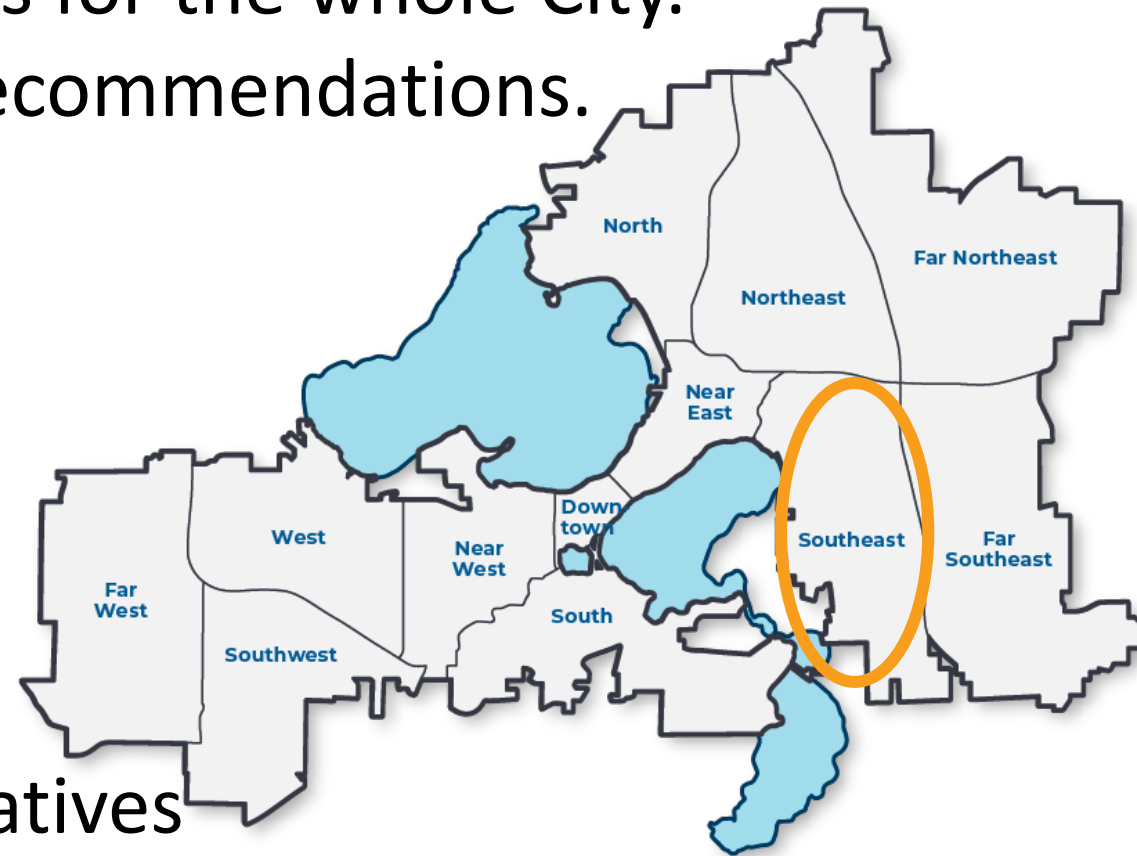 s for the whole City.
ecommendations.
North
Far Northeast
Northeast
Near
East
Down
town
Southeast
Far
Southeast
West
Near
West
Far
West
South
Southwest
atives